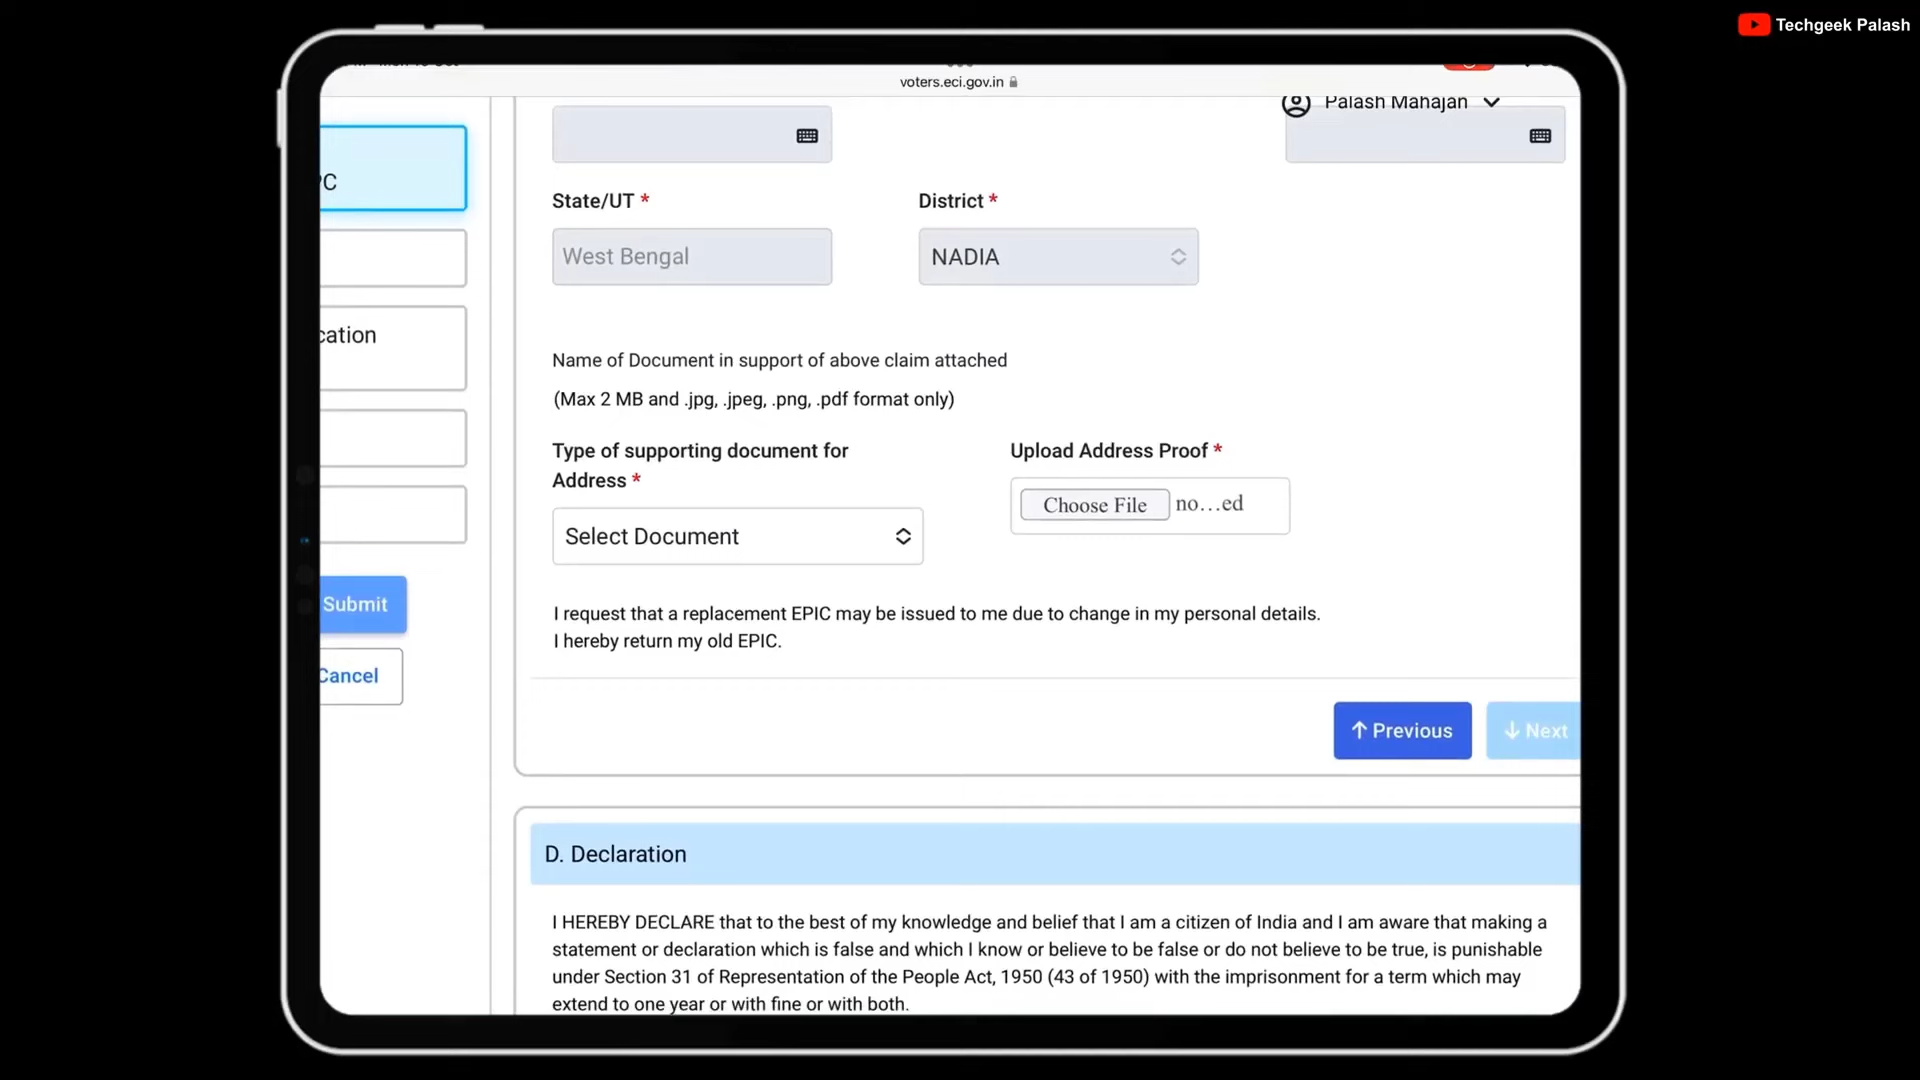 Techgeek Palash
voters.eci.gov.in
Palash Mahajan
PC
State/UT *
District *
West Bengal
NADIA
cation
Name of Document in support of above claim attached
(Max 2 MB and .jpg, .jpeg, .png, .pdf format only)
Type of supporting document for
Address *
Upload Address Proof *
Choose File no...ed
Select Document
Submit
I request that a replacement EPIC may be issued to me due to change in my personal details.
I hereby return my old EPIC.
Cancel
↑ Previous
↓ Next
D. Declaration
I HEREBY DECLARE that to the best of my knowledge and belief that I am a citizen of India and I am aware that making a
statement or declaration which is false and which I know or believe to be false or do not believe to be true, is punishable
under Section 31 of Representation of the People Act, 1950 (43 of 1950) with the imprisonment for a term which may
extend to one year or with fine or with both.